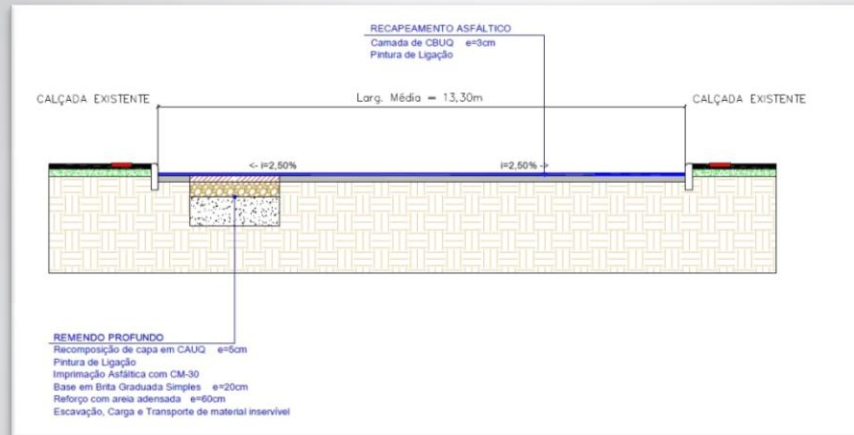 RECAPEAMENTO ASFÁLTICO
Camada de CBUQ e=3cm
Pintura de Ligação
CALÇADA EXISTENTE
Larg. Média = 13,30m
CALÇADA EXISTENTE
<- i=2,50%
i=2,50% ->
REMENDO PROFUNDO
Recomposição de capa em CAUQ e=5cm
Pintura de Ligação
Imprimação Asfáltica com CM-30
Base em Brita Graduada Simples e=20cm
Reforço com areia adensada e=60cm
Escavação, Carga e Transporte de material inservível